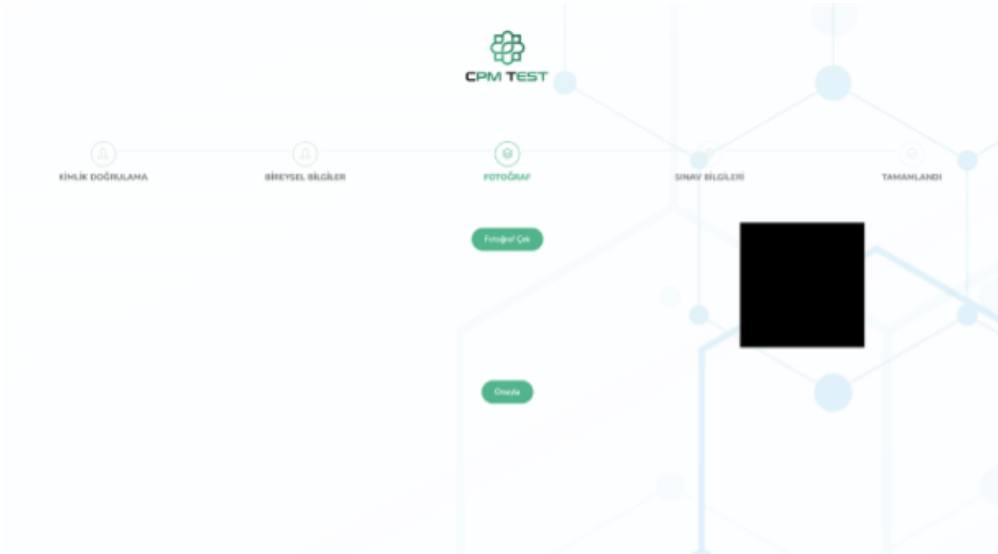 CPM TEST
KİMLİK DOĞRULAMA
BİREYSEL BİLGİLER
FOTOĞRAF
SINAV BİLGİLERİ
TAMAMLANDI
Fotoğraf Çek
Onayla